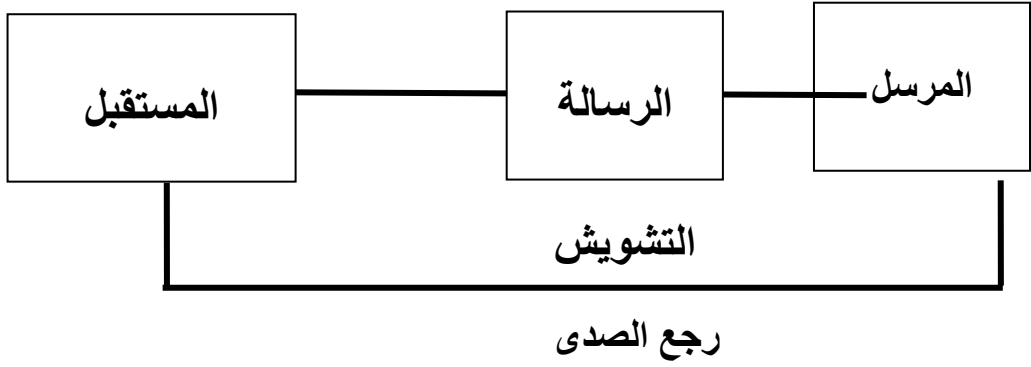 المرسل
الرسالة
المستقبل
التشويش
رجع الصدى